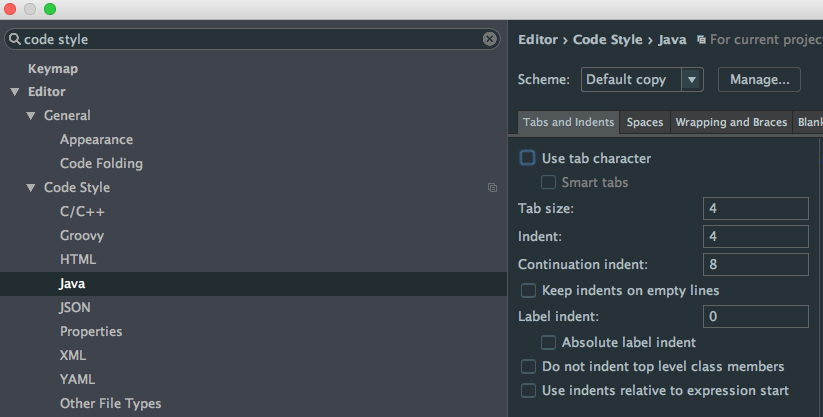 code style
Keymap
Editor
General
Appearance
Code Folding
Code Style
C/C++
Groovy
HTML
Java
JSON
Properties
XML
YAML
Other File Types
Editor › Code Style › Java For current projec
Scheme: Default copy Manage...
Tabs and Indents Spaces Wrapping and Braces Blank
Use tab character
Smart tabs
Tab size: 4
Indent: 4
Continuation indent: 8
Keep indents on empty lines
Label indent: 0
Absolute label indent
Do not indent top level class members
Use indents relative to expression start